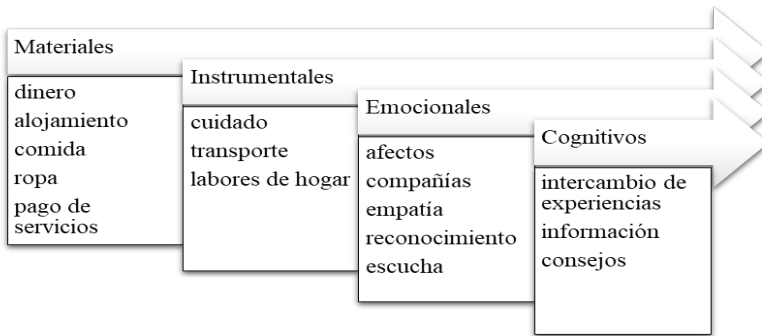 Materiales
dinero
alojamiento
comida
ropa
pago de
servicios
Instrumentales
cuidado
transporte
labores de hogar
Emocionales
afectos
compañías
empatía
reconocimiento
escucha
Cognitivos
intercambio de
experiencias
información
consejos